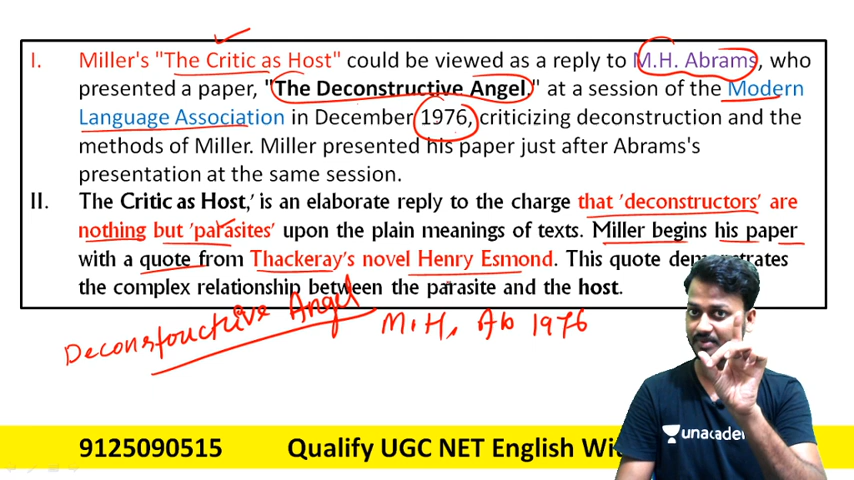 I. Miller's "The Critic as Host" could be viewed as a reply to M.H. Abrams, who
presented a paper, "The Deconstructive Angel." at a session of the Modern
Language Association in December 1976, criticizing deconstruction and the
methods of Miller. Miller presented his paper just after Abrams's
presentation at the same session.
II. The Critic as Host,' is an elaborate reply to the charge that 'deconstructors' are
nothing but 'parasites' upon the plain meanings of texts. Miller begins his paper
with a quote from Thackeray's novel Henry Esmond. This quote demonstrates
the complex relationship between the parasite and the host.
Deconstructive Angel
M.H. Ab 1976
unacadem
9125090515 Qualify UGC NET English Wit